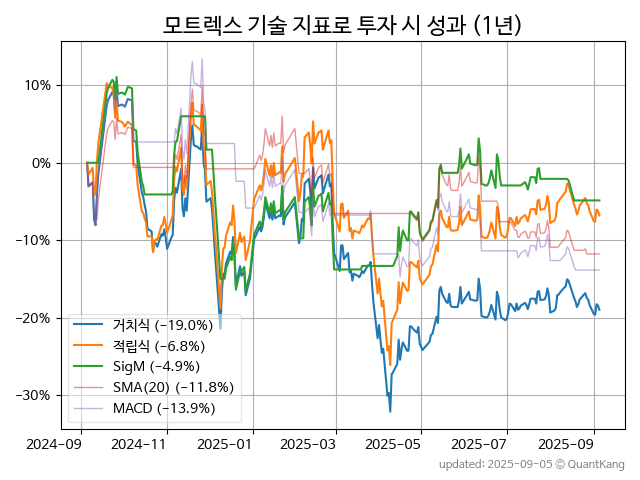 모트렉스 기술 지표로 투자 시 성과 (1년)
10%
0%
−10%
−20%
−30%
거치식 (−19.0%)
적립식 (−6.8%)
SigM (−4.9%)
SMA(20) (−11.8%)
MACD (−13.9%)
2024-09 2024-11 2025-01 2025-03 2025-05 2025-07 2025-09
updated: 2025-09-05 © QuantKang